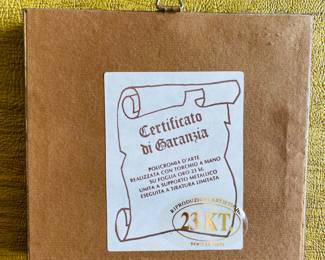 Certificato
di Garanzia
POLICROMIA D'ARTE
REALIZZATA CON TORCHIO A MANO
SU FOGLIA ORO 23 kt.
UNITA A SUPPORTO METALLICO
ESEGUITA A TIRATURA LIMITATA
23 KT.